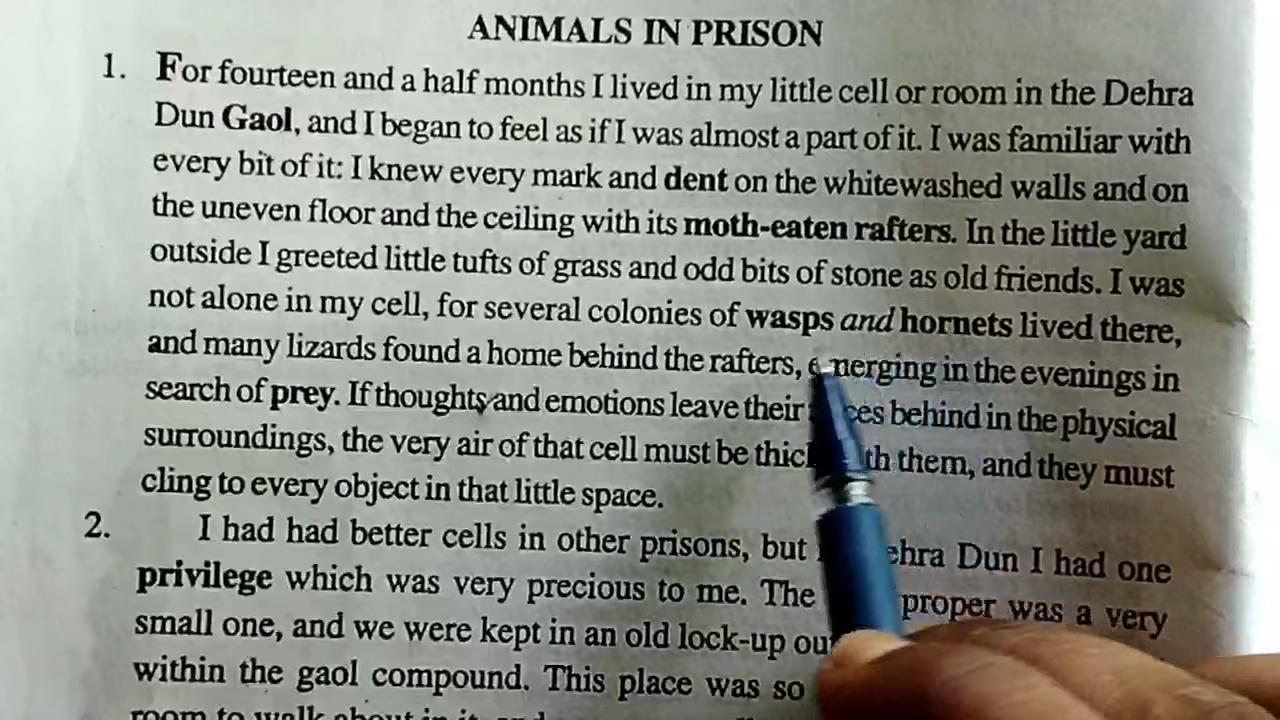 ANIMALS IN PRISON
1. For fourteen and a half months I lived in my little cell or room in the Dehra
Dun Gaol, and I began to feel as if I was almost a part of it. I was familiar with
every bit of it: I knew every mark and dent on the whitewashed walls and on
the uneven floor and the ceiling with its moth-eaten rafters. In the little yard
outside I greeted little tufts of grass and odd bits of stone as old friends. I was
not alone in my cell, for several colonies of wasps and hornets lived there,
and many lizards found a home behind the rafters, emerging in the evenings in
search of prey. If thoughts and emotions leave their behind in the physical
surroundings, the very air of that cell must be thick them, and they must
cling to every object in that little space.
2. I had had better cells in other prisons, but Dehra Dun I had one
privilege which was very precious to me. The proper was a very
small one, and we were kept in an old lock-up
within the gaol compound. This place was so
room to walk about in it,